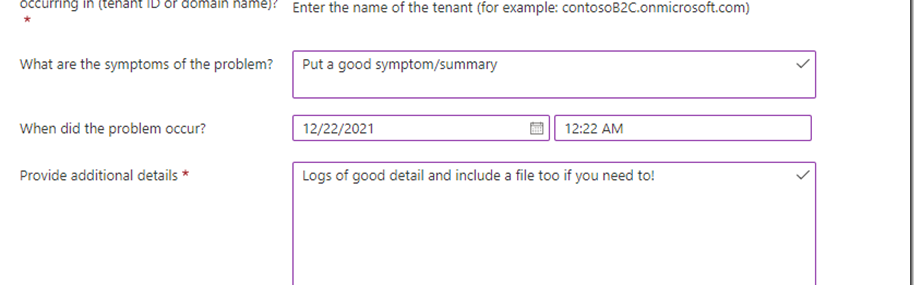 occurring in (tenant ID or domain name)?
*
Enter the name of the tenant (for example: contosoB2C.onmicrosoft.com)
What are the symptoms of the problem?
Put a good symptom/summary
When did the problem occur?
12/22/2021
12:22 AM
Provide additional details *
Logs of good detail and include a file too if you need to!